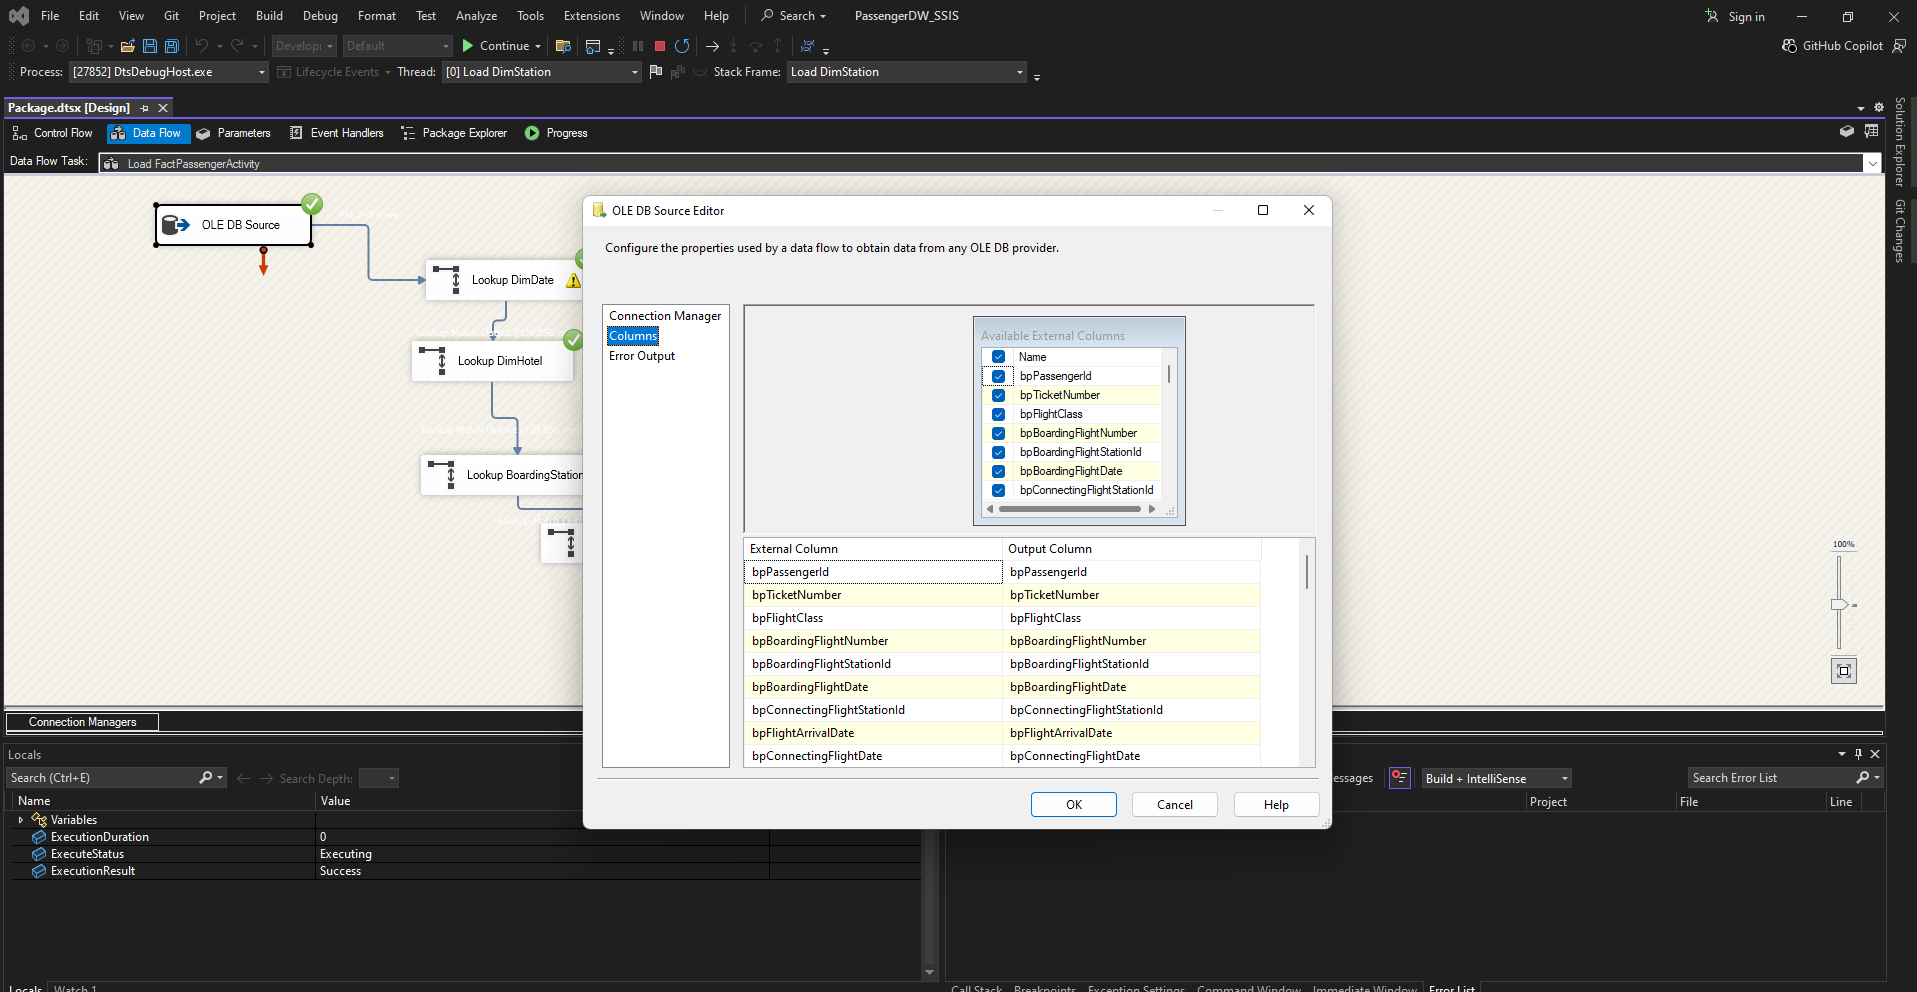 File Edit View Git Project Build Debug Format Test Analyze Tools Extensions Window Help Search PassengerDW_SSIS Sign in
Developi Default Continue GitHub Copilot
Process: [27852] DtsDebugHost.exe Lifecycle Events Thread: [0] Load DimStation Stack Frame: Load DimStation
Package.dtsx [Design]
Control Flow Data Flow Parameters Event Handlers Package Explorer Progress
Data Flow Task: Load FactPassengerActivity
Solution Explorer
Git Changes
OLE DB Source
Lookup DimDate
Lookup DimHotel
Lookup BoardingStation
100%
OLE DB Source Editor
Configure the properties used by a data flow to obtain data from any OLE DB provider.
Connection Manager
Columns
Error Output
Available External Columns
Name
bpPassengerId
bpTicketNumber
bpFlightClass
bpBoardingFlightNumber
bpBoardingFlightStationId
bpBoardingFlightDate
bpConnectingFlightStationId
External Column Output Column
bpPassengerId bpPassengerId
bpTicketNumber bpTicketNumber
bpFlightClass bpFlightClass
bpBoardingFlightNumber bpBoardingFlightNumber
bpBoardingFlightStationId bpBoardingFlightStationId
bpBoardingFlightDate bpBoardingFlightDate
bpConnectingFlightStationId bpConnectingFlightStationId
bpFlightArrivalDate bpFlightArrivalDate
bpConnectingFlightDate bpConnectingFlightDate
OK Cancel Help
Connection Managers
Locals
Search (Ctrl+E) Search Depth:
Name Value
Variables
ExecutionDuration 0
ExecuteStatus Executing
ExecutionResult Success
essages Build + IntelliSense Search Error List
Project File Line
Locals Watch 1
Call Stack Breakpoints Exception Settings Command Window Immediate Window Error List